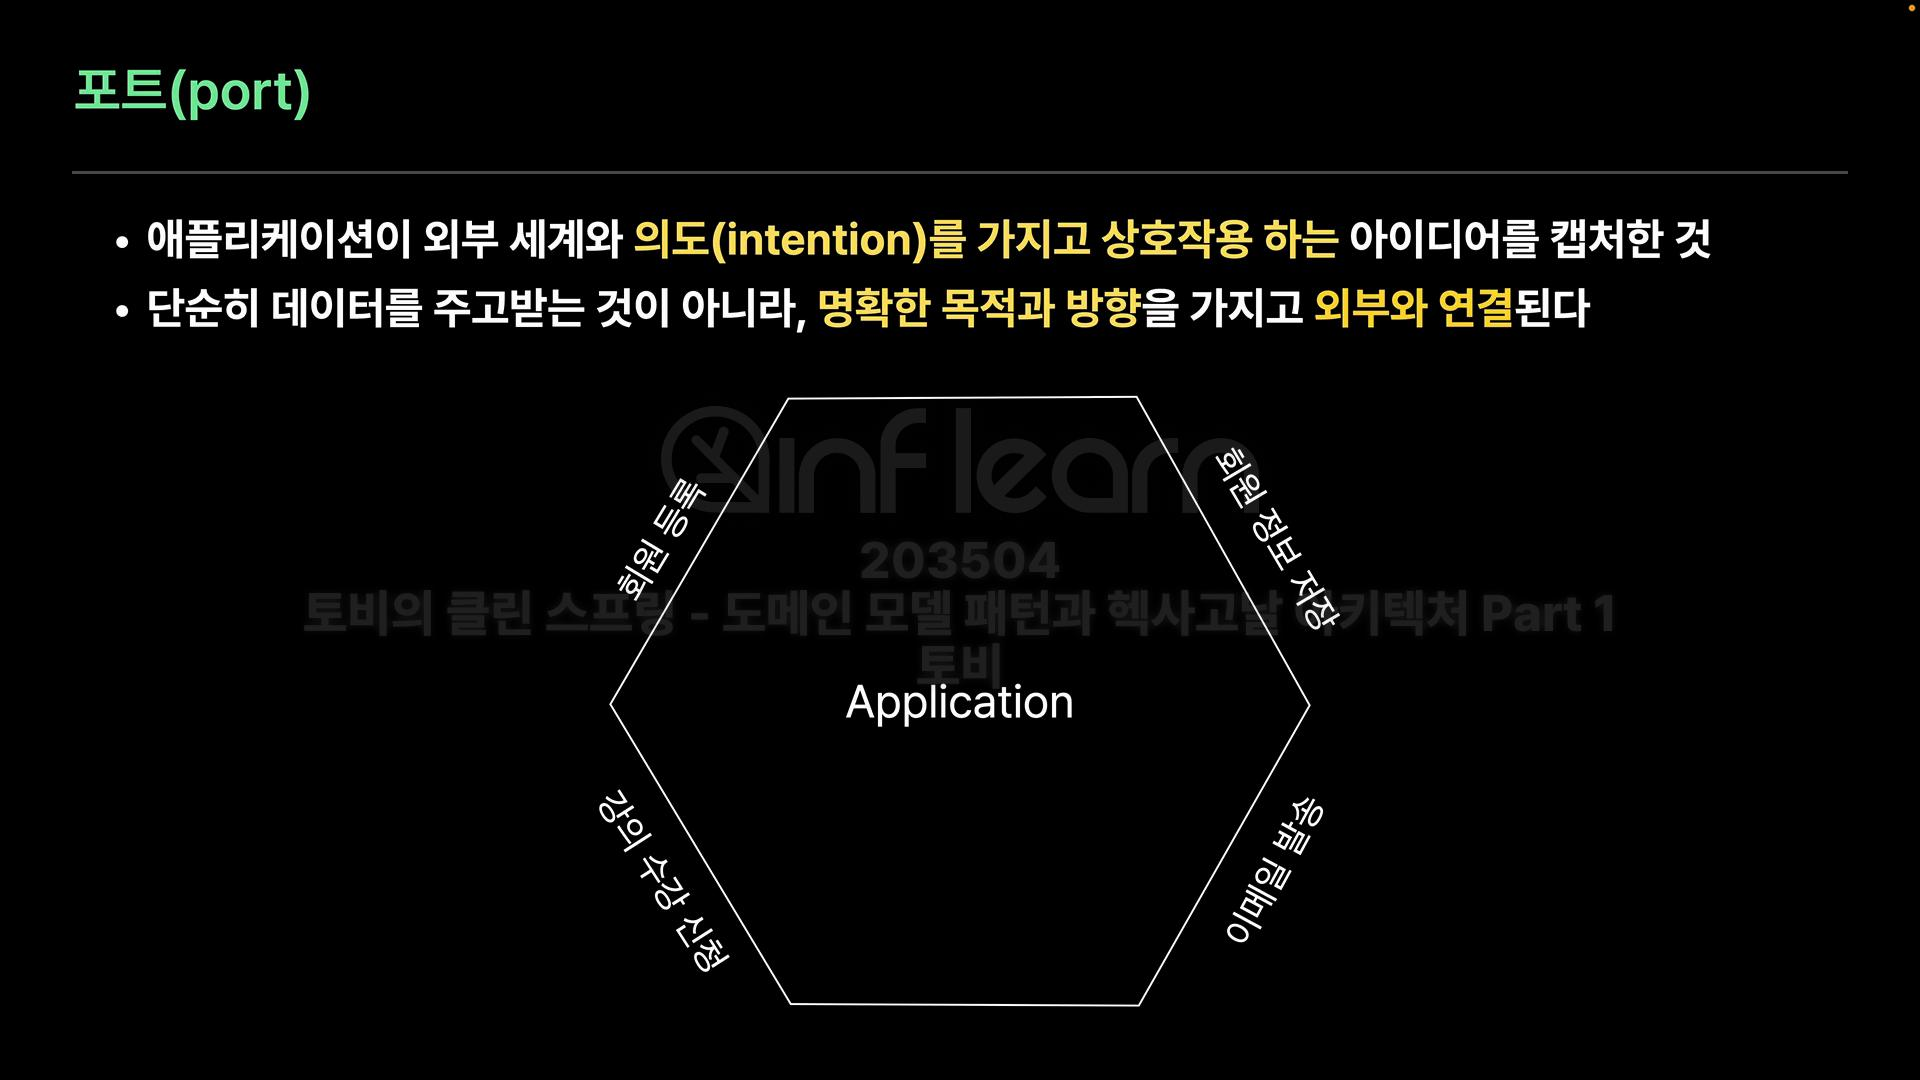 포트(port)
• 애플리케이션이 외부 세계와 의도(intention)를 가지고 상호작용 하는 아이디어를 캡처한 것
• 단순히 데이터를 주고받는 것이 아니라, 명확한 목적과 방향을 가지고 외부와 연결된다
inflearn
회원 등록
회원 정보 저장
203504
토비의 클린 스프링 - 도메인 모델 패턴과 헥사고날 아키텍처 Part 1
토비
Application
강의 수강 신청
이메일 발송